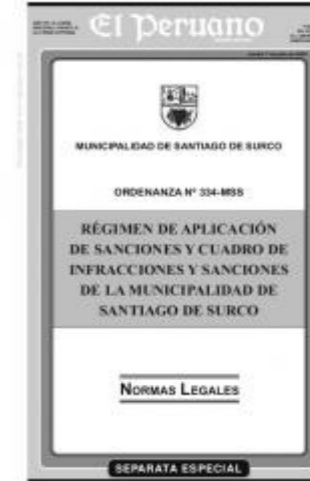 El Peruano
MUNICIPALIDAD DE SANTIAGO DE SURCO
ORDENANZA Nº 334-MSS
RÉGIMEN DE APLICACIÓN
DE SANCIONES Y CUADRO DE
INFRACCIONES Y SANCIONES
DE LA MUNICIPALIDAD DE
SANTIAGO DE SURCO
NORMAS LEGALES
SEPARATA ESPECIAL